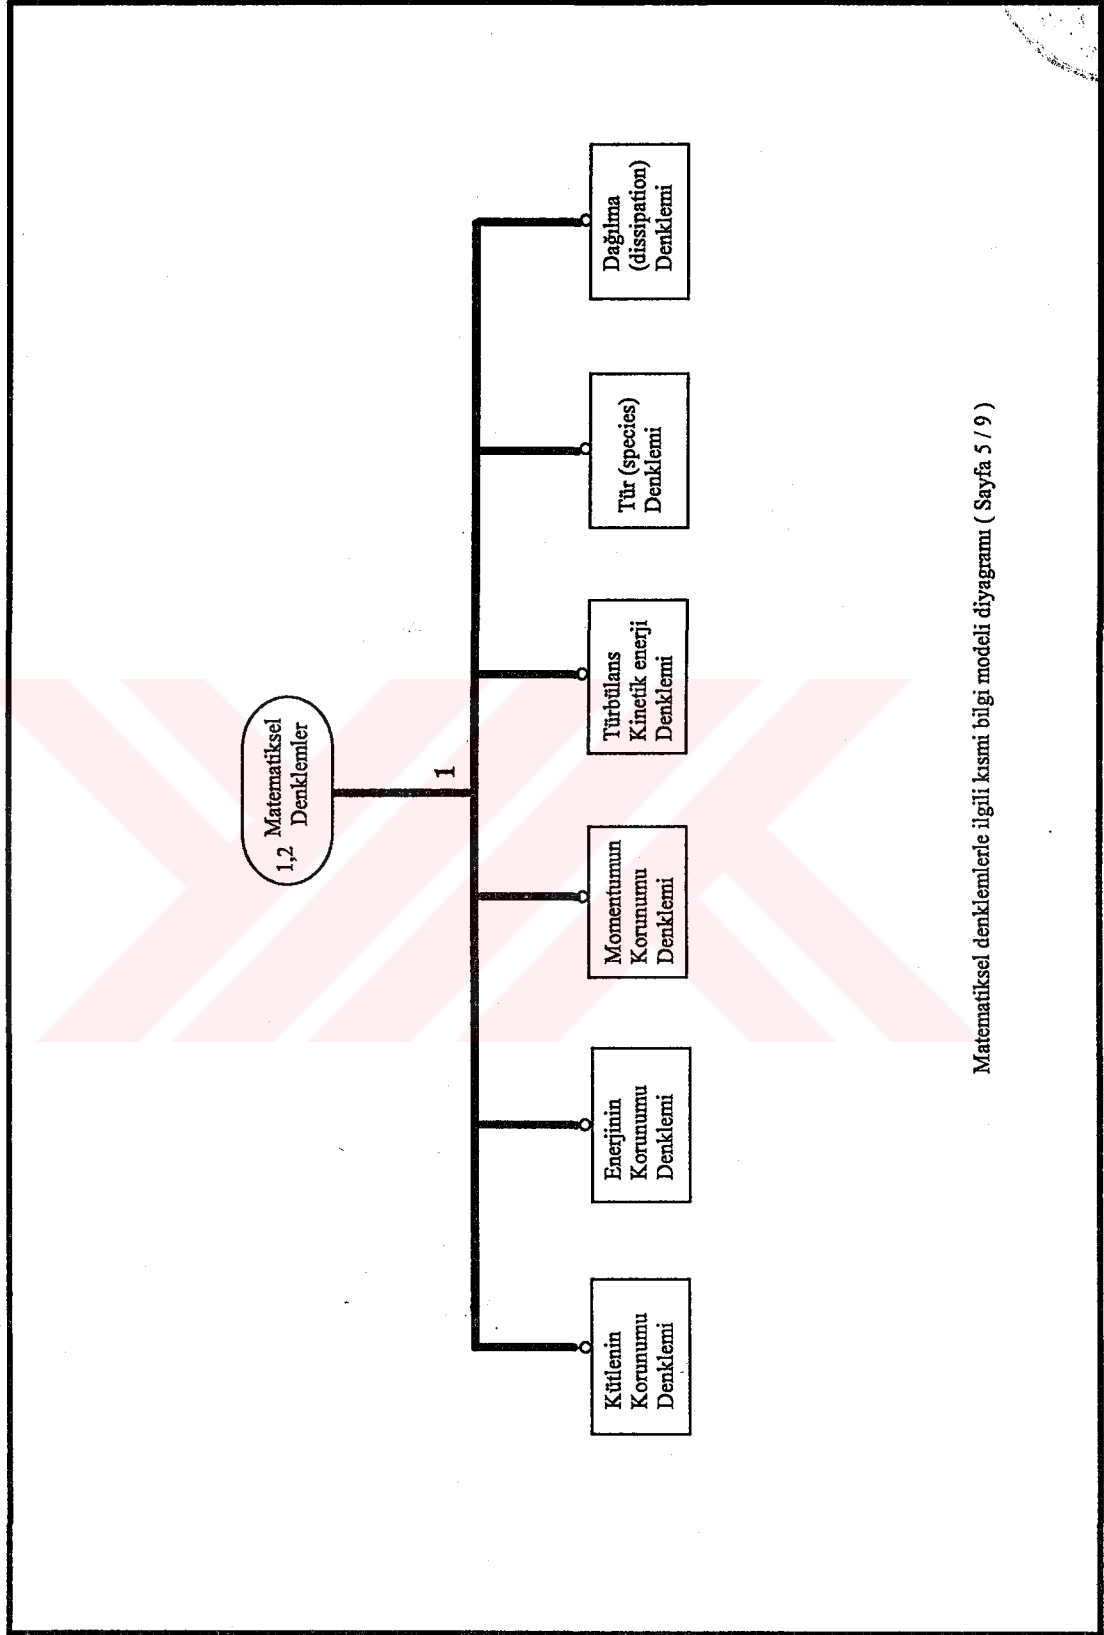 1,2 Matematiksel
Denklemler
1
Kütlenin
Korunumu
Denklemi
Enerjinin
Korunumu
Denklemi
Momentumun
Korunumu
Denklemi
Türbülans
Kinetik enerji
Denklemi
Tür (species)
Denklemi
Dağılma
(dissipation)
Denklemi
Matematiksel denklemlerle ilgili kısmi bilgi modeli diyagramı ( Sayfa 5 / 9 )